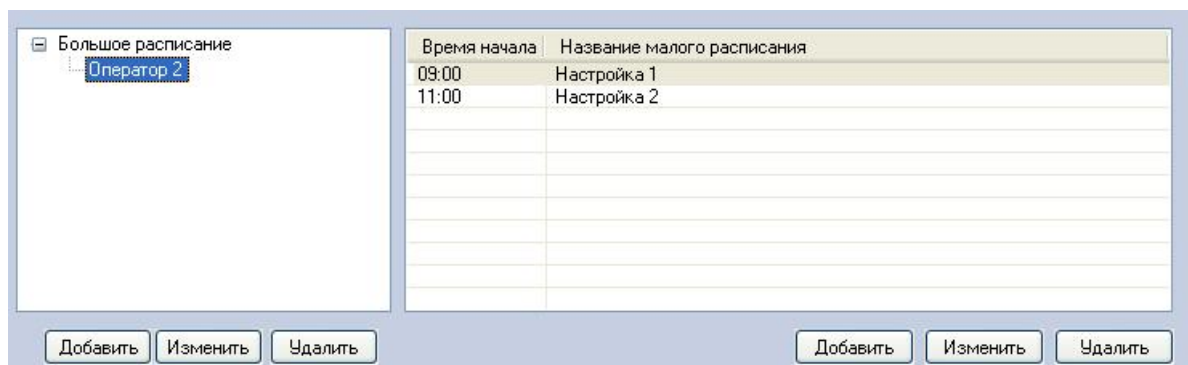 Большое расписание
Оператор 2
Время начала Название малого расписания
09:00 Настройка 1
11:00 Настройка 2
Добавить Изменить Удалить
Добавить Изменить Удалить